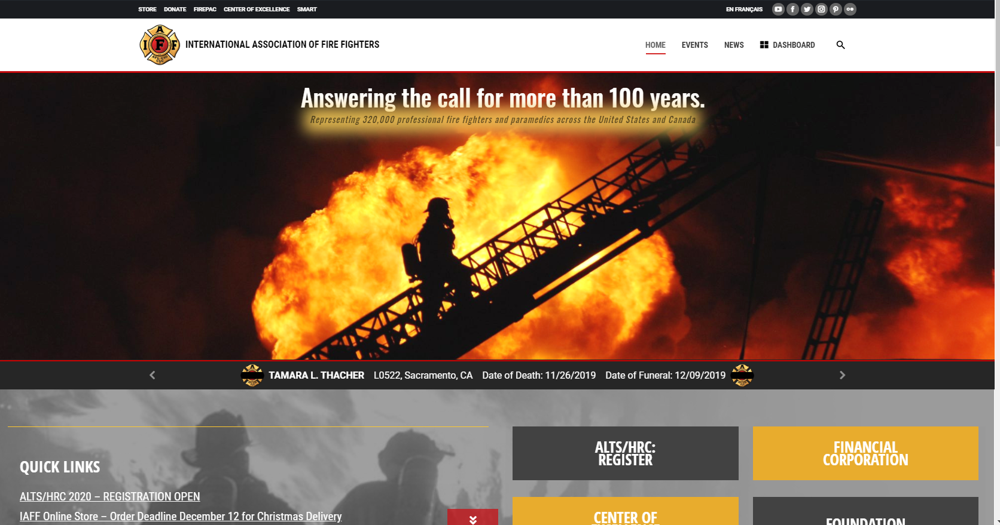 STORE DONATE FIREPAC CENTER OF EXCELLENCE SMART
EN FRANÇAIS
I A F F
AFL-CIO
CLC
INTERNATIONAL ASSOCIATION OF FIRE FIGHTERS
HOME EVENTS NEWS DASHBOARD
Answering the call for more than 100 years.
Representing 320,000 professional fire fighters and paramedics across the United States and Canada
TAMARA L. THACHER L0522, Sacramento, CA Date of Death: 11/26/2019 Date of Funeral: 12/09/2019
QUICK LINKS
ALTS/HRC 2020 – REGISTRATION OPEN
IAFF Online Store – Order Deadline December 12 for Christmas Delivery
ALTS/HRC:
REGISTER
FINANCIAL
CORPORATION
CENTER OF
FOUNDATION